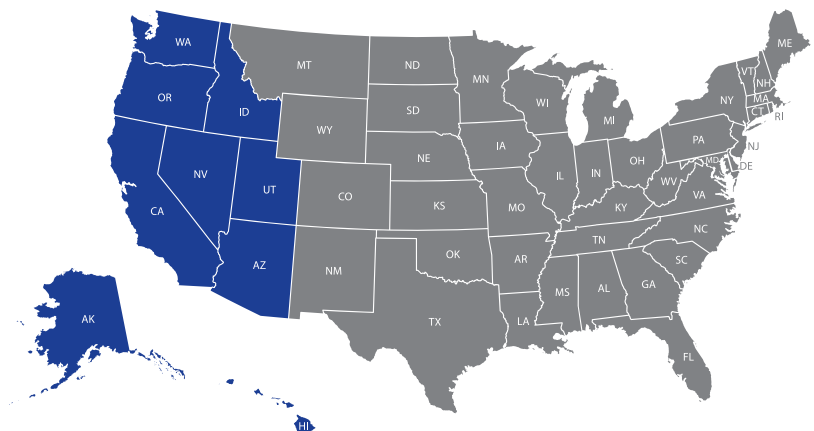 ME
WA
MT
ND
MN
VT
NH
OR
ID
SD
WI
NY
MA
CT
RI
MI
WY
PA
IA
NJ
NE
OH
MD
DE
NV
UT
IL
IN
WV
CO
VA
KS
MO
KY
CA
NC
TN
OK
AR
SC
AZ
NM
GA
MS
AL
AK
TX
LA
FL
HI